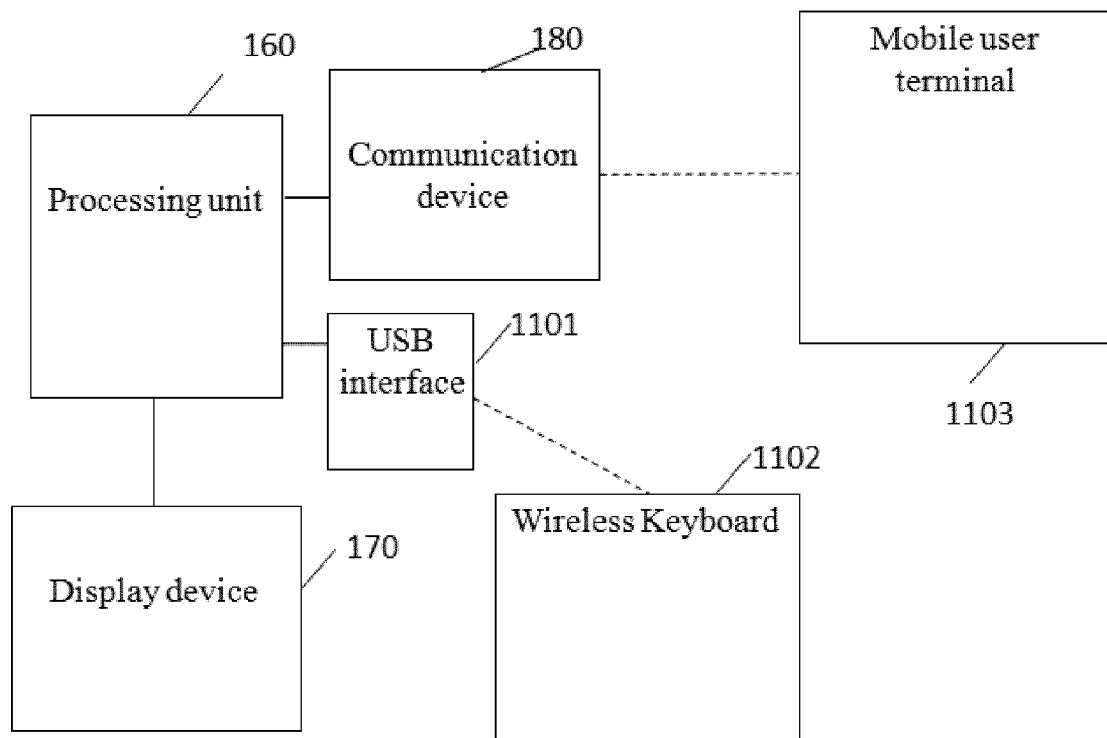 160
180
Mobile user
terminal
Communication
device
Processing unit
USB
interface
1101
1103
1102
Wireless Keyboard
170
Display device